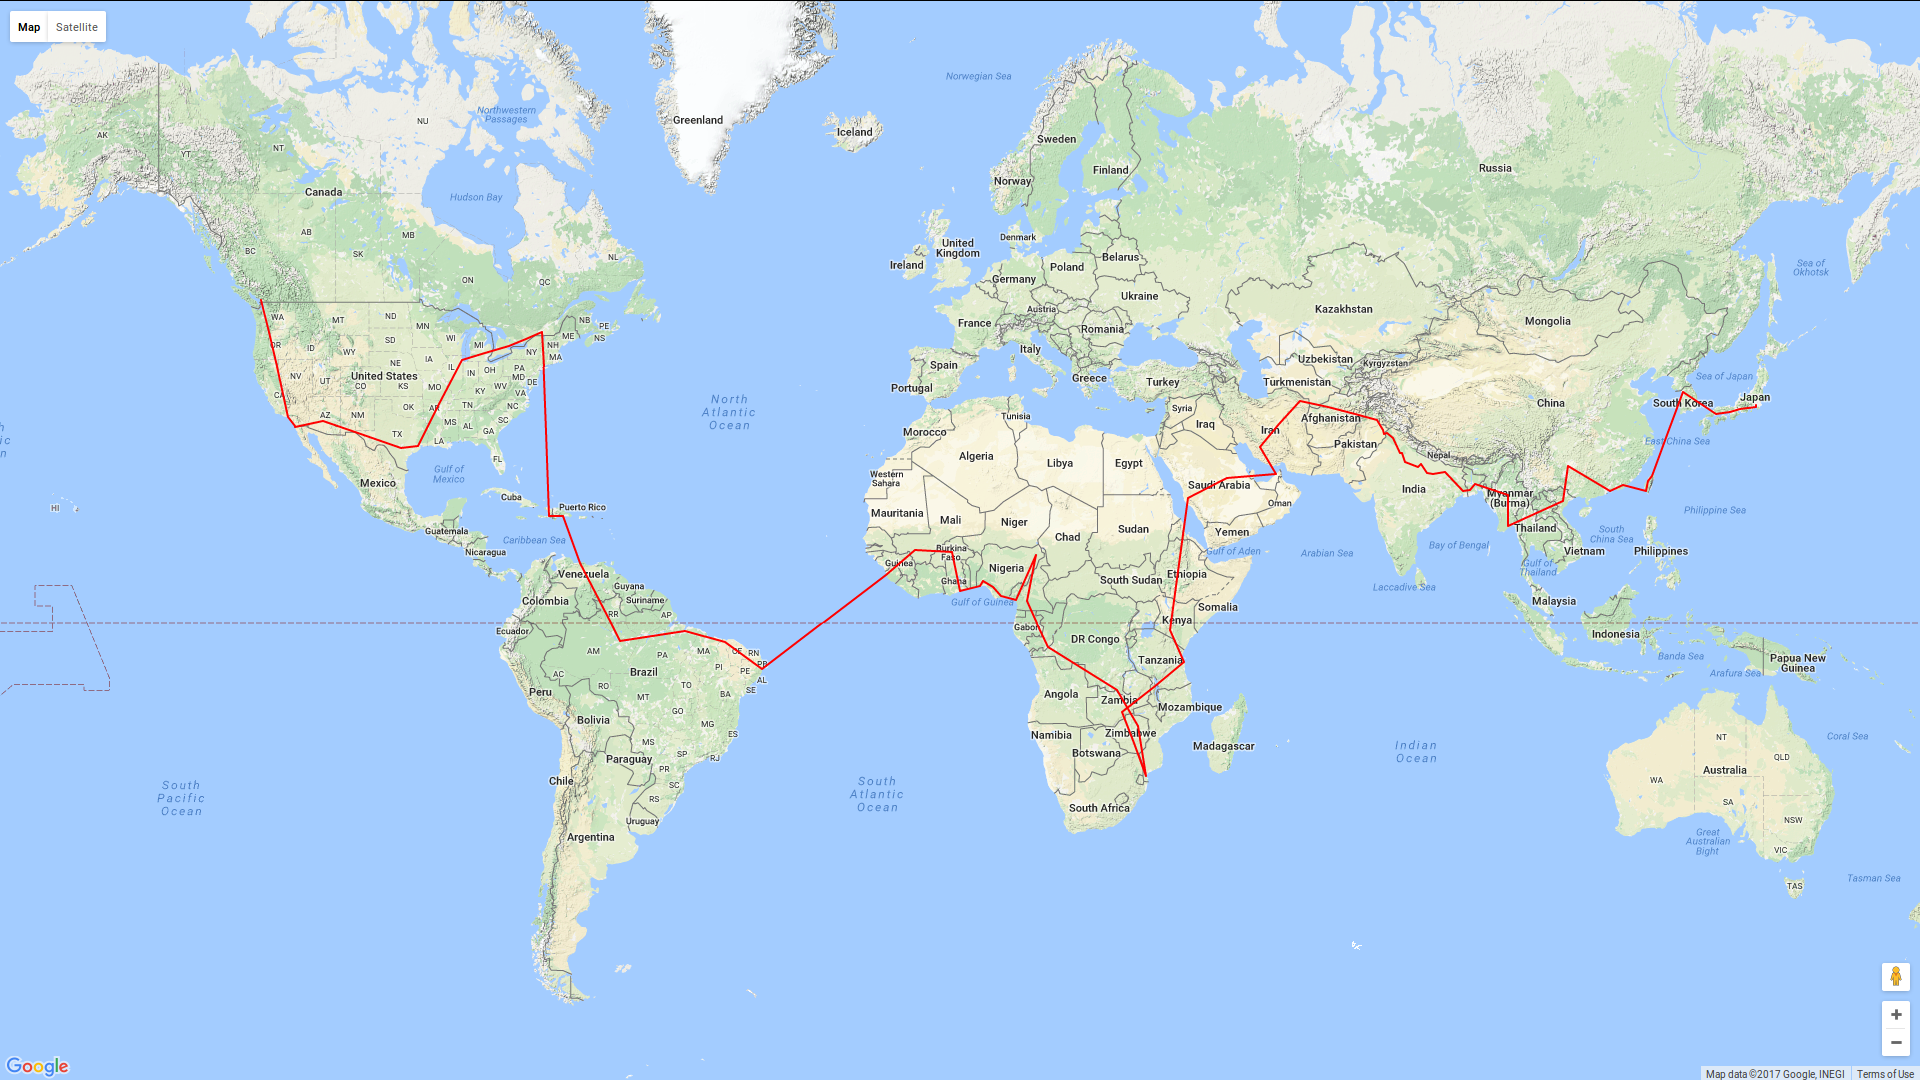 Map Satellite
Greenland
Iceland
Norwegian Sea
Sweden
Finland
Norway
Russia
AK
YT
NT
NU
Northwestern
Passages
Canada
Hudson Bay
BC
AB
SK
MB
ON
QC
NL
NB
PE
NS
ME
United
Kingdom
Ireland
Denmark
Belarus
Poland
Germany
Ukraine
Austria
France
Romania
Italy
Spain
Portugal
Greece
Turkey
Kazakhstan
Mongolia
Uzbekistan
Kyrgyzstan
Turkmenistan
Sea of
Okhotsk
Sea of Japan
Japan
South Korea
China
East China Sea
WA
MT
ND
MN
OR
ID
WY
SD
WI
MI
NY
NH
MA
NE
IA
NV
UT
United States
CO
KS
MO
IL
IN
OH
PA
MD
DE
WV
VA
KY
CA
AZ
NM
OK
AR
TN
NC
SC
MS
AL
GA
TX
LA
FL
North
Atlantic
Ocean
Gulf of
Mexico
Mexico
Cuba
Puerto Rico
Guatemala
Caribbean Sea
Nicaragua
HI
Tunisia
Morocco
Algeria
Libya
Egypt
Western
Sahara
Mauritania
Mali
Niger
Chad
Sudan
Burkina
Faso
Guinea
Ghana
Nigeria
Gulf of Guinea
South Sudan
Ethiopia
Somalia
Kenya
Gabon
DR Congo
Tanzania
Angola
Zambia
Mozambique
Zimbabwe
Namibia
Botswana
Madagascar
South Africa
Syria
Iraq
Iran
Afghanistan
Pakistan
Nepal
India
Saudi Arabia
Oman
Yemen
Gulf of Aden
Arabian Sea
Laccadive Sea
Bay of Bengal
Myanmar
(Burma)
Thailand
Gulf of
Thailand
Vietnam
South
China Sea
Philippines
Philippine Sea
Malaysia
Indonesia
Banda Sea
Arafura Sea
Papua New
Guinea
Coral Sea
Venezuela
Guyana
Suriname
Colombia
RR
AP
Ecuador
AM
PA
MA
CE
RN
PB
PI
PE
AL
SE
AC
Brazil
RO
TO
BA
MT
Peru
GO
Bolivia
MG
MS
ES
SP
RJ
Paraguay
PR
SC
RS
Chile
Uruguay
Argentina
South
Pacific
Ocean
South
Atlantic
Ocean
Indian
Ocean
NT
QLD
WA
Australia
SA
NSW
Great
Australian
Bight
VIC
TAS
Tasman Sea
Google
Map data ©2017 Google, INEGI Terms of Use